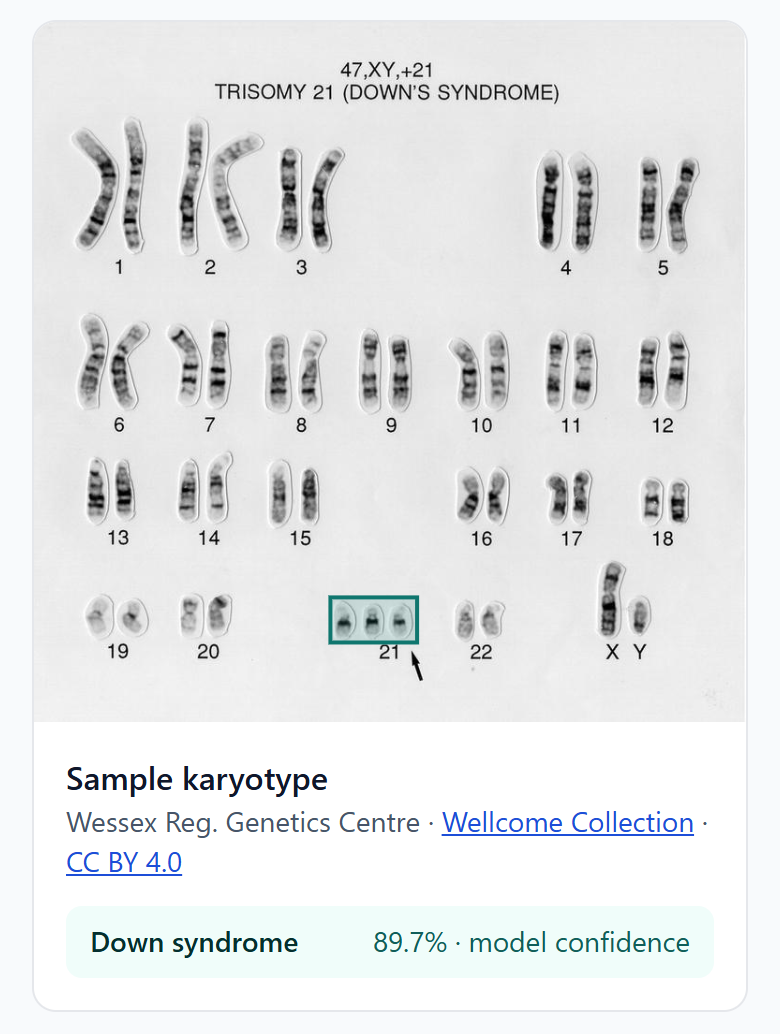 47,XY,+21
TRISOMY 21 (DOWN'S SYNDROME)
1 2 3 4 5
6 7 8 9 10 11 12
13 14 15 16 17 18
19 20 21 22 X Y
Sample karyotype
Wessex Reg. Genetics Centre · Wellcome Collection ·
CC BY 4.0
Down syndrome 89.7% · model confidence